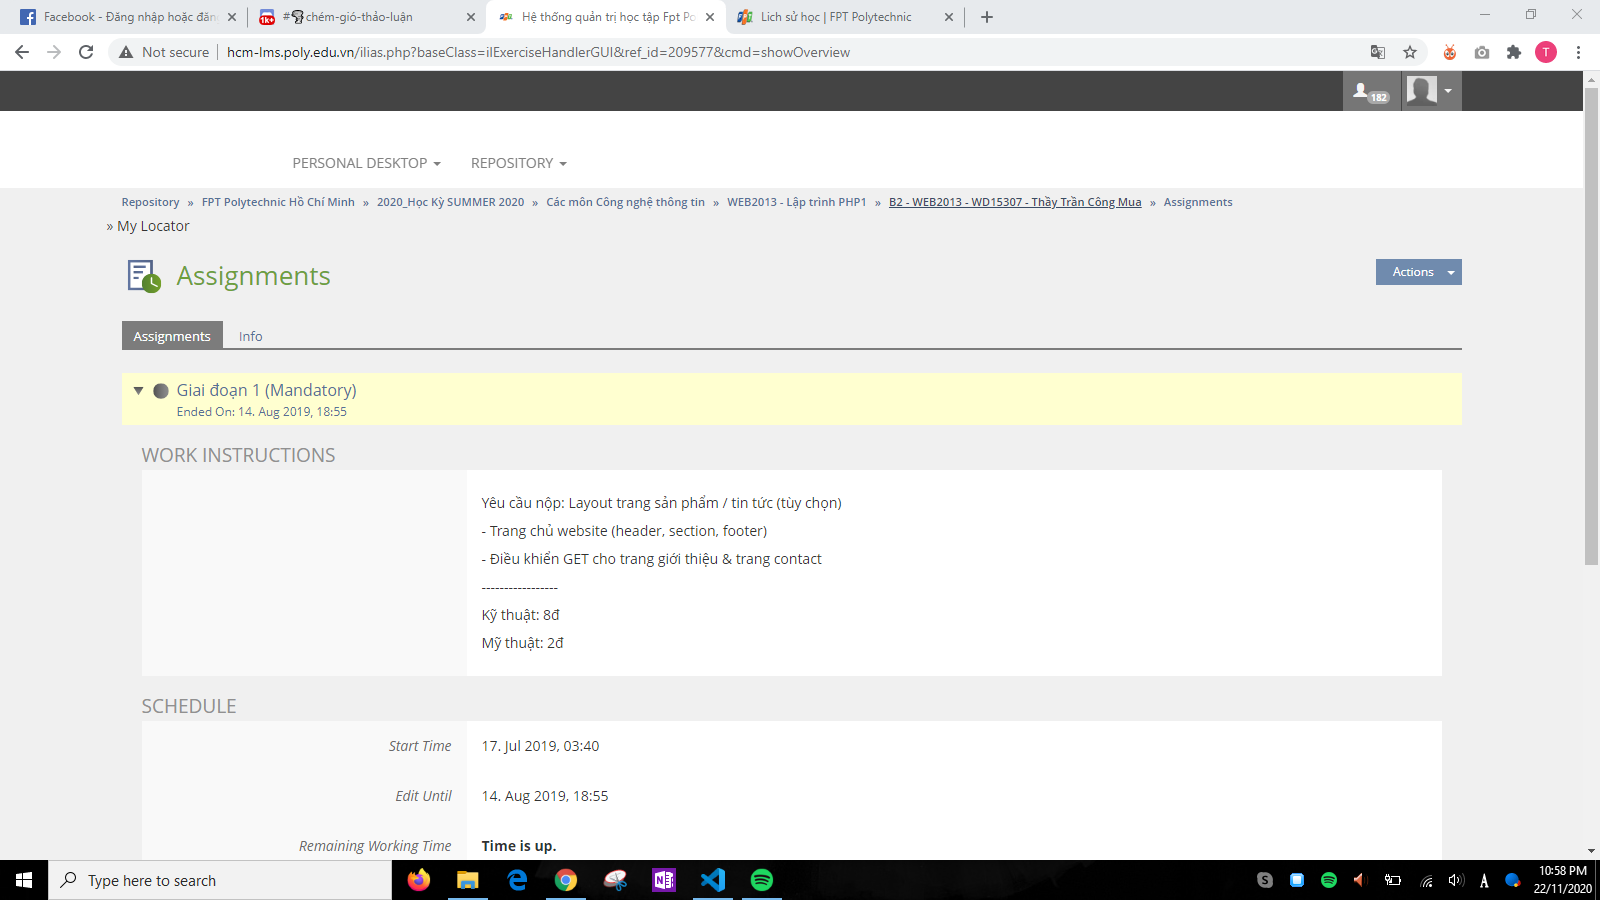 Facebook - Đăng nhập hoặc đăn
#chém-gió-thảo-luận
Hệ thống quản trị học tập Fpt Po
Lich sử học | FPT Polytechnic
Not secure
hcm-lms.poly.edu.vn/ilias.php?baseClass=ilExerciseHandlerGUI&ref_id=209577&cmd=showOverview
T
182
PERSONAL DESKTOP
REPOSITORY
Repository » FPT Polytechnic Hồ Chí Minh » 2020_Học Kỳ SUMMER 2020 » Các môn Công nghệ thông tin » WEB2013 - Lập trình PHP1 » B2 - WEB2013 - WD15307 - Thầy Trần Công Mua » Assignments
» My Locator
Assignments
Actions
Assignments
Info
Giai đoạn 1 (Mandatory)
Ended On: 14. Aug 2019, 18:55
WORK INSTRUCTIONS
Yêu cầu nộp: Layout trang sản phẩm / tin tức (tùy chọn)
- Trang chủ website (header, section, footer)
- Điều khiển GET cho trang giới thiệu & trang contact
-----------------
Kỹ thuật: 8đ
Mỹ thuật: 2đ
SCHEDULE
Start Time
17. Jul 2019, 03:40
Edit Until
14. Aug 2019, 18:55
Remaining Working Time
Time is up.
Type here to search
10:58 PM
22/11/2020